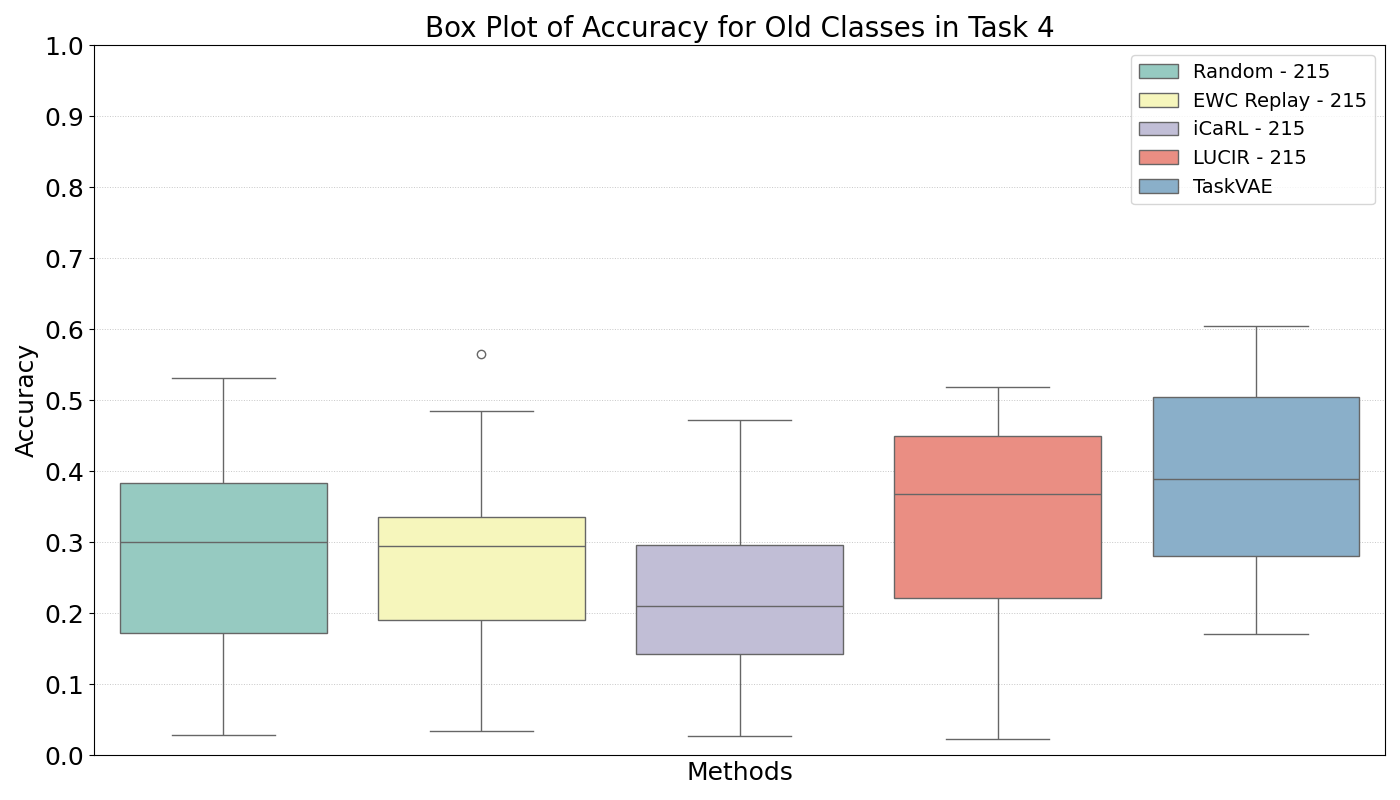 Box Plot of Accuracy for Old Classes in Task 4
1.0
0.9
0.8
0.7
0.6
0.5
0.4
0.3
0.2
0.1
0.0
Accuracy
Methods
Random - 215
EWC Replay - 215
iCaRL - 215
LUCIR - 215
TaskVAE